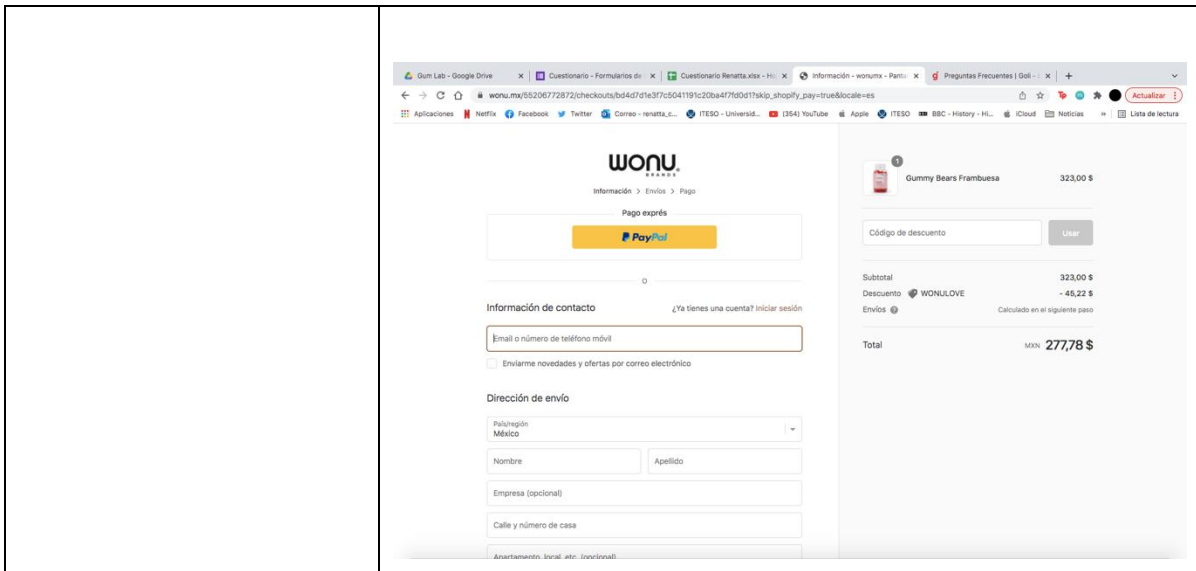 Gum Lab - Google Drive
Cuestionario - Formularios de
Cuestionario Renatta.xlsx - Ho
Información - wonumx - Panta
Preguntas Frecuentes | Goli -
wonu.mx/55206772872/checkouts/bd4d7d1e3f7c5041191c20ba4f7fd0d1?skip_shopify_pay=true&locale=es
Actualizar
Aplicaciones Netflix Facebook Twitter Correo - renatta_c... ITESO - Universid... (354) YouTube Apple ITESO BBC - History - Hi... iCloud Noticias » Lista de lectura
wonu.
BRANDS
Información > Envíos > Pago
Pago exprés
PayPal
O
Información de contacto
¿Ya tienes una cuenta? Iniciar sesión
Email o número de teléfono móvil
Enviarme novedades y ofertas por correo electrónico
Dirección de envío
País/región
México
Nombre
Apellido
Empresa (opcional)
Calle y número de casa
Apartamento, local, etc. (opcional)
1
Gummy Bears Frambuesa 323,00 $
Código de descuento
Usar
Subtotal 323,00 $
Descuento WONULOVE - 45,22 $
Envíos Calculado en el siguiente paso
Total MXN 277,78 $